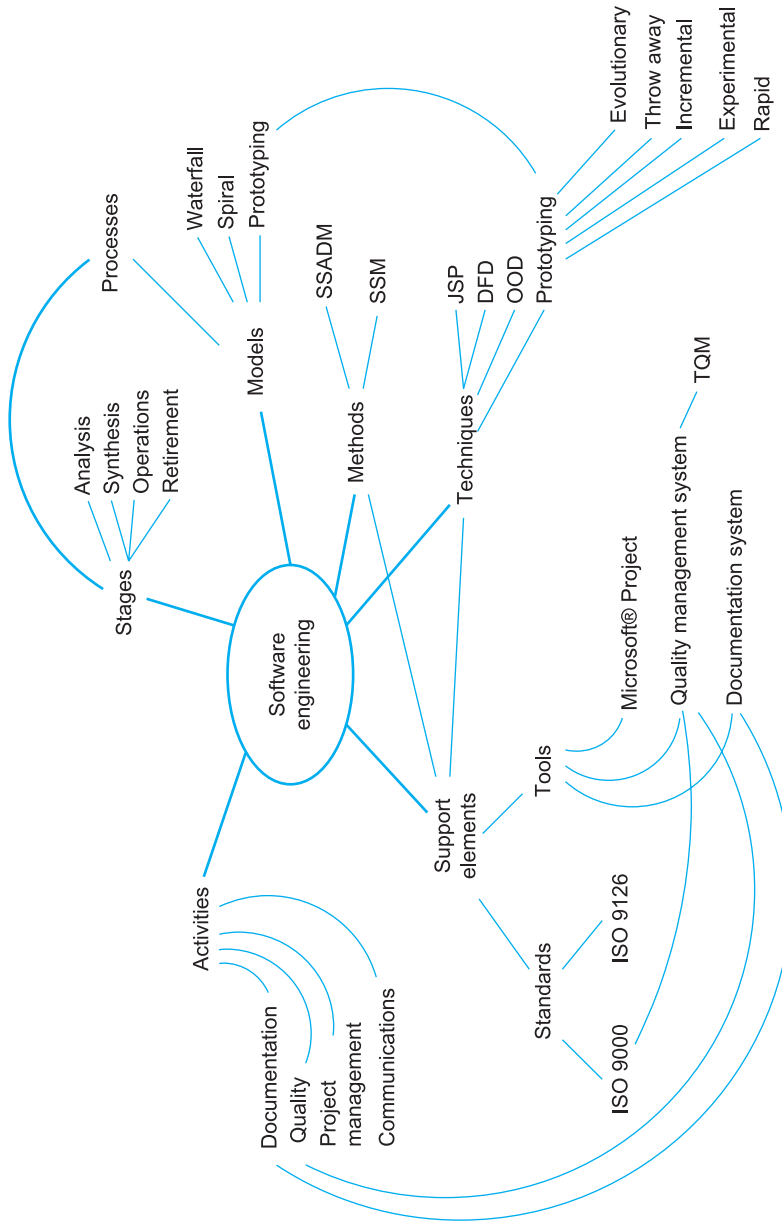 Software
engineering
Stages
Analysis
Synthesis
Operations
Retirement
Processes
Models
Waterfall
Spiral
Prototyping
Methods
SSADM
SSM
Techniques
JSP
DFD
OOD
Prototyping
Evolutionary
Throw away
Incremental
Experimental
Rapid
Support
elements
Tools
Microsoft® Project
Quality management system
TQM
Documentation system
Standards
ISO 9000
ISO 9126
Activities
Documentation
Quality
Project
management
Communications